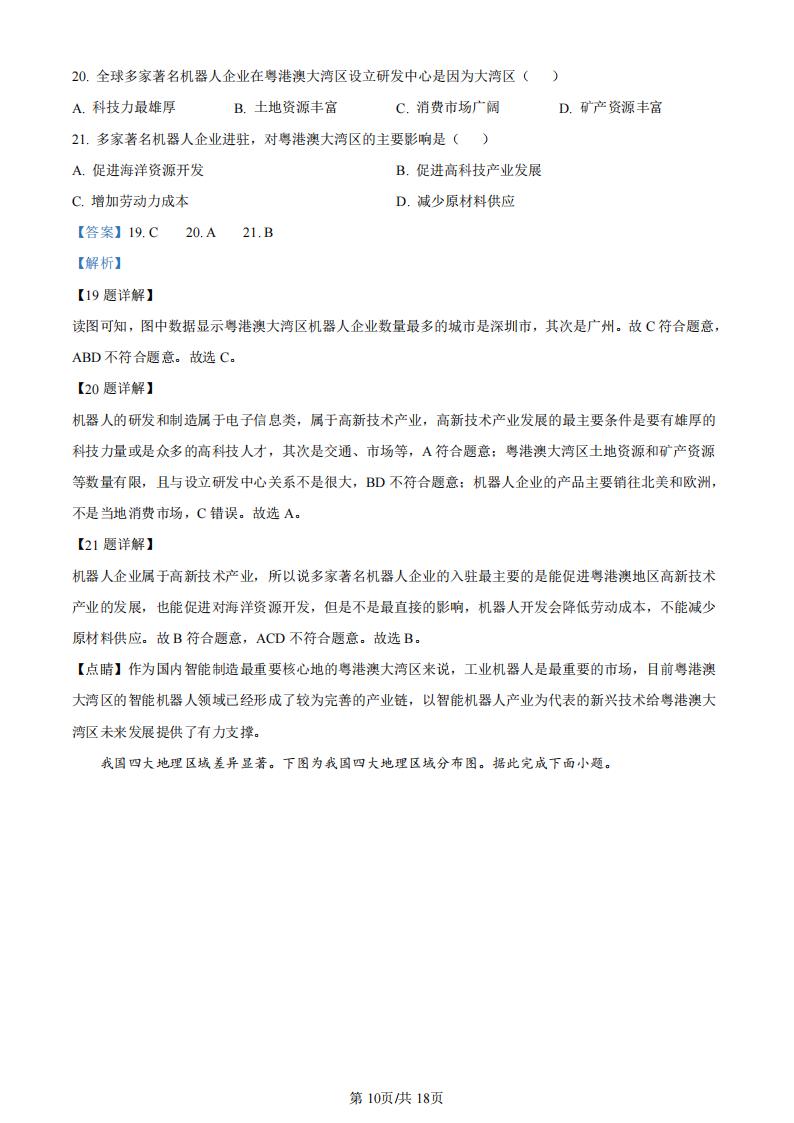 20. 全球多家著名机器人企业在粤港澳大湾区设立研发中心是因为大湾区（ ）
A. 科技力最雄厚 B. 土地资源丰富 C. 消费市场广阔 D. 矿产资源丰富
21. 多家著名机器人企业进驻，对粤港澳大湾区的主要影响是（ ）
A. 促进海洋资源开发 B. 促进高科技产业发展
C. 增加劳动力成本 D. 减少原材料供应
【答案】19. C 20. A 21. B
【解析】
【19 题详解】
读图可知，图中数据显示粤港澳大湾区机器人企业数量最多的城市是深圳市，其次是广州。故 C 符合题意，
ABD 不符合题意。故选 C。
【20 题详解】
机器人的研发和制造属于电子信息类，属于高新技术产业，高新技术产业发展的最主要条件是要有雄厚的
科技力量或是众多的高科技人才，其次是交通、市场等，A 符合题意；粤港澳大湾区土地资源和矿产资源
等数量有限，且与设立研发中心关系不是很大，BD 不符合题意；机器人企业的产品主要销往北美和欧洲，
不是当地消费市场，C 错误。故选 A。
【21 题详解】
机器人企业属于高新技术产业，所以说多家著名机器人企业的入驻最主要的是能促进粤港澳地区高新技术
产业的发展，也能促进对海洋资源开发，但是不是最直接的影响，机器人开发会降低劳动成本，不能减少
原材料供应。故 B 符合题意，ACD 不符合题意。故选 B。
【点睛】作为国内智能制造最重要核心地的粤港澳大湾区来说，工业机器人是最重要的市场，目前粤港澳
大湾区的智能机器人领域已经形成了较为完善的产业链，以智能机器人产业为代表的新兴技术给粤港澳大
湾区未来发展提供了有力支撑。
我国四大地理区域差异显著。下图为我国四大地理区域分布图。据此完成下面小题。
第 10页/共 18页